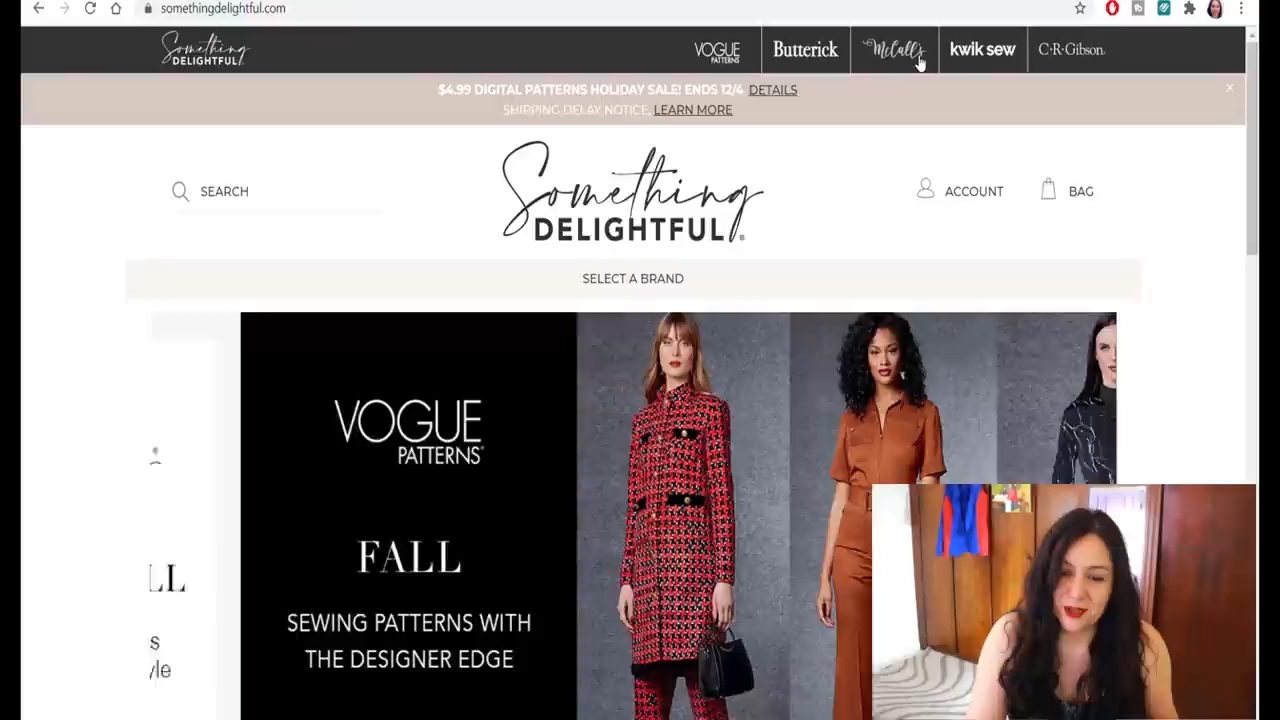 somethingdelightful.com
Something
DELIGHTFUL
VOGUE
PATTERNS
Butterick
McCall's
kwik sew
C·R·Gibson
$4.99 DIGITAL PATTERNS HOLIDAY SALE! ENDS 12/4 DETAILS
SHIPPING DELAY NOTICE LEARN MORE
×
SEARCH
Something
DELIGHTFUL®
ACCOUNT
BAG
SELECT A BRAND
VOGUE
PATTERNS®
FALL
SEWING PATTERNS WITH
THE DESIGNER EDGE
LL
s
yle